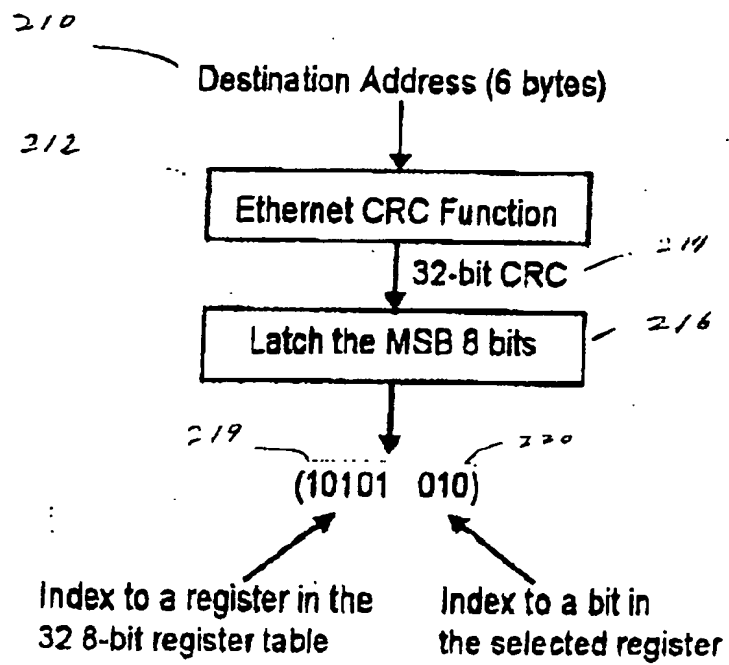 210
Destination Address (6 bytes)
212
Ethernet CRC Function
32-bit CRC
214
Latch the MSB 8 bits
216
219
220
(10101 010)
Index to a register in the
32 8-bit register table
Index to a bit in
the selected register